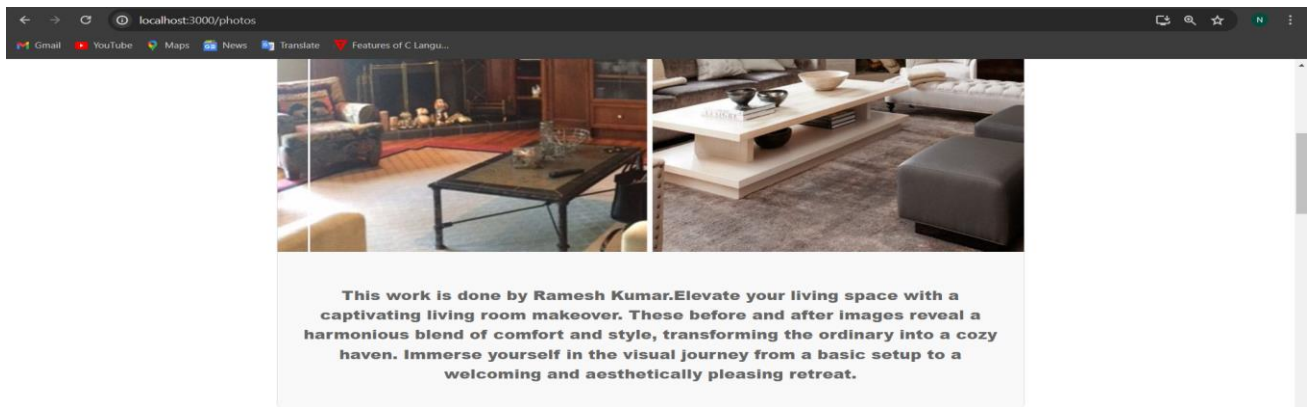 localhost:3000/photos
N
Gmail YouTube Maps News Translate Features of C Langu...
This work is done by Ramesh Kumar.Elevate your living space with a
captivating living room makeover. These before and after images reveal a
harmonious blend of comfort and style, transforming the ordinary into a cozy
haven. Immerse yourself in the visual journey from a basic setup to a
welcoming and aesthetically pleasing retreat.